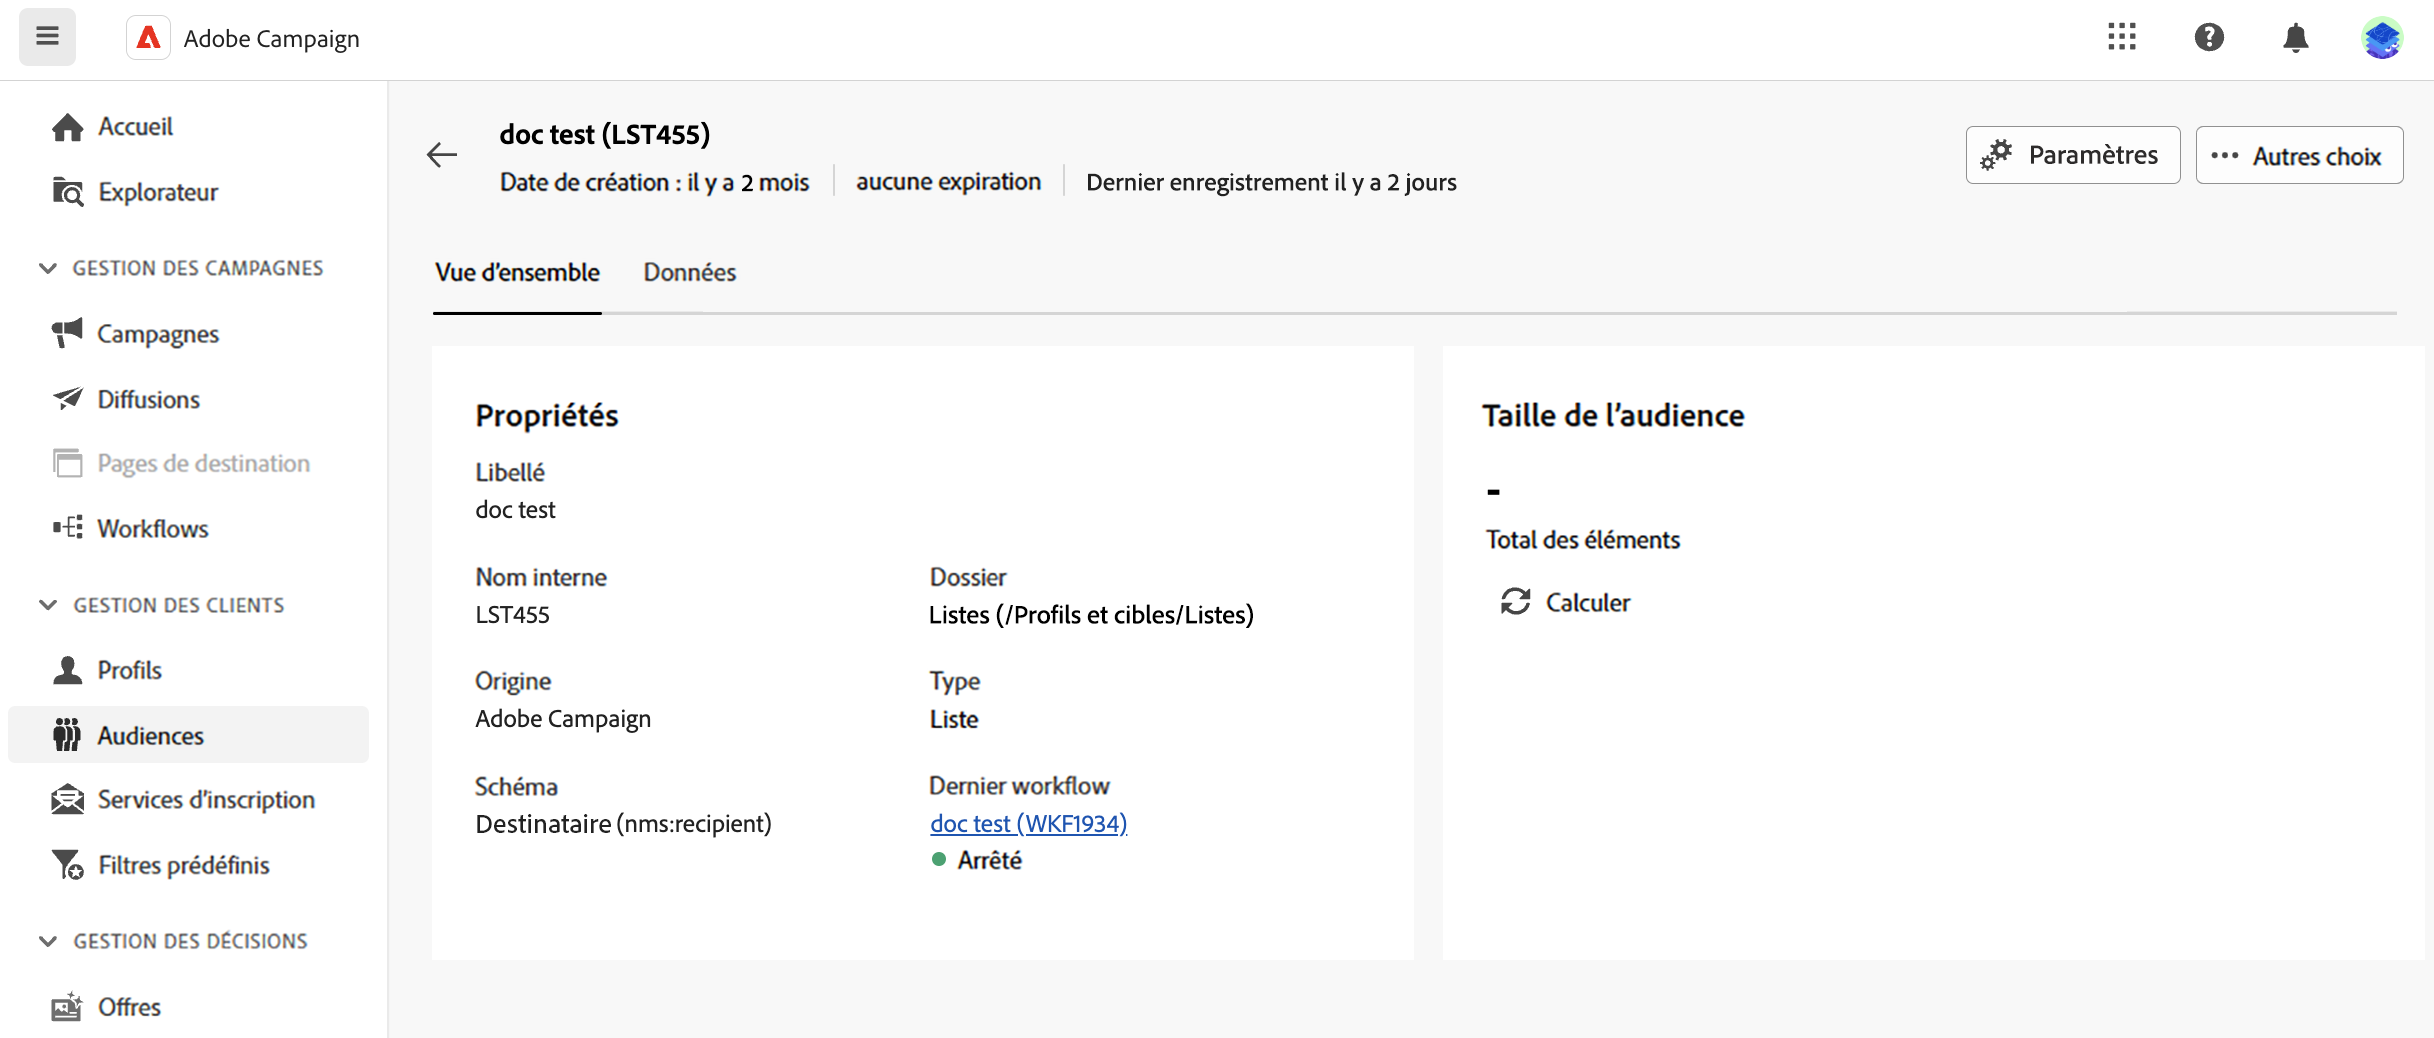 Adobe Campaign
Accueil
Explorateur
GESTION DES CAMPAGNES
Campagnes
Diffusions
Pages de destination
Workflows
GESTION DES CLIENTS
Profils
Audiences
Services d’inscription
Filtres prédéfinis
GESTION DES DÉCISIONS
Offres
doc test (LST455)
Date de création : il y a 2 mois
aucune expiration
Dernier enregistrement il y a 2 jours
Paramètres
Autres choix
Vue d’ensemble
Données
Propriétés
Libellé
doc test
Nom interne
LST455
Dossier
Listes (/Profils et cibles/Listes)
Origine
Adobe Campaign
Type
Liste
Schéma
Destinataire (nms:recipient)
Dernier workflow
doc test (WKF1934)
Arrêté
Taille de l’audience
-
Total des éléments
Calculer